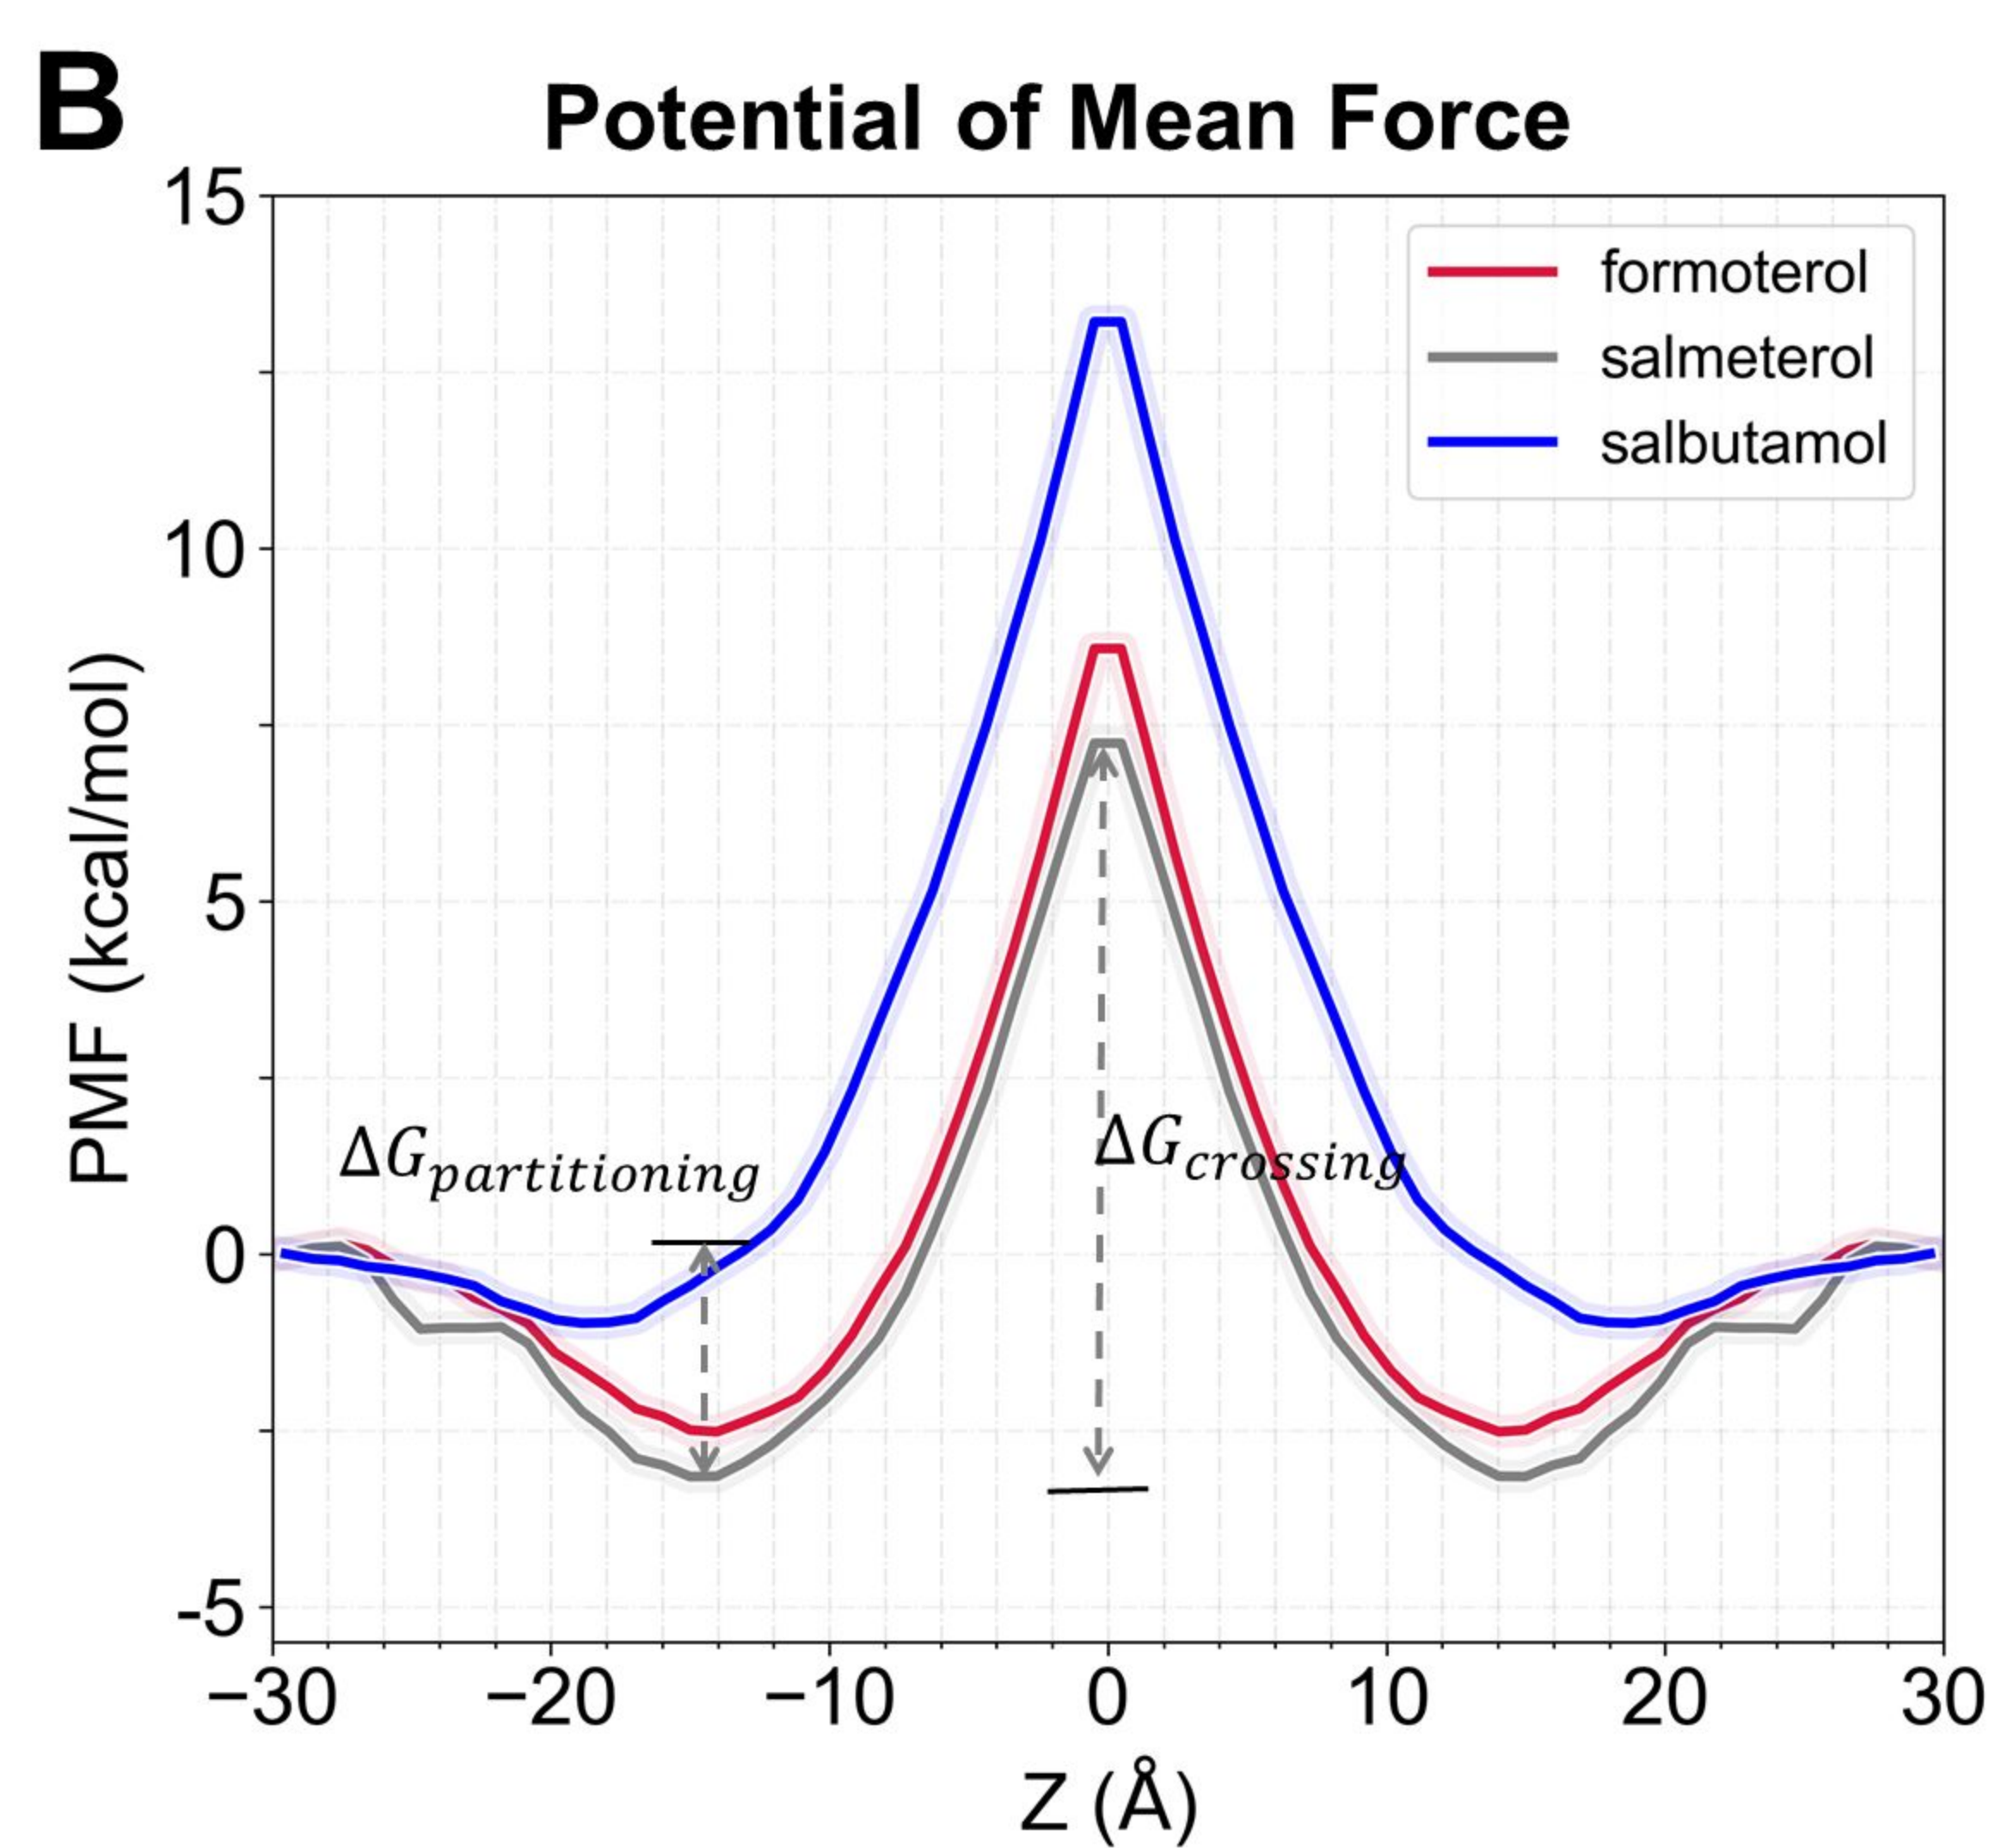 B
Potential of Mean Force
15
10
5
0
-5
PMF (kcal/mol)
formoterol
salmeterol
salbutamol
ΔG_partitioning
ΔG_crossing
−30 −20 −10 0 10 20 30
Z (Å)